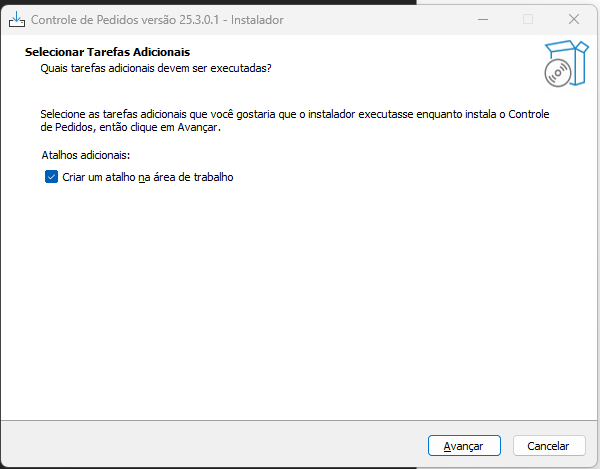 Controle de Pedidos versão 25.3.0.1 - Instalador
Selecionar Tarefas Adicionais
Quais tarefas adicionais devem ser executadas?
Selecione as tarefas adicionais que você gostaria que o instalador executasse enquanto instala o Controle
de Pedidos, então clique em Avançar.
Atalhos adicionais:
Criar um atalho na área de trabalho
Avançar
Cancelar